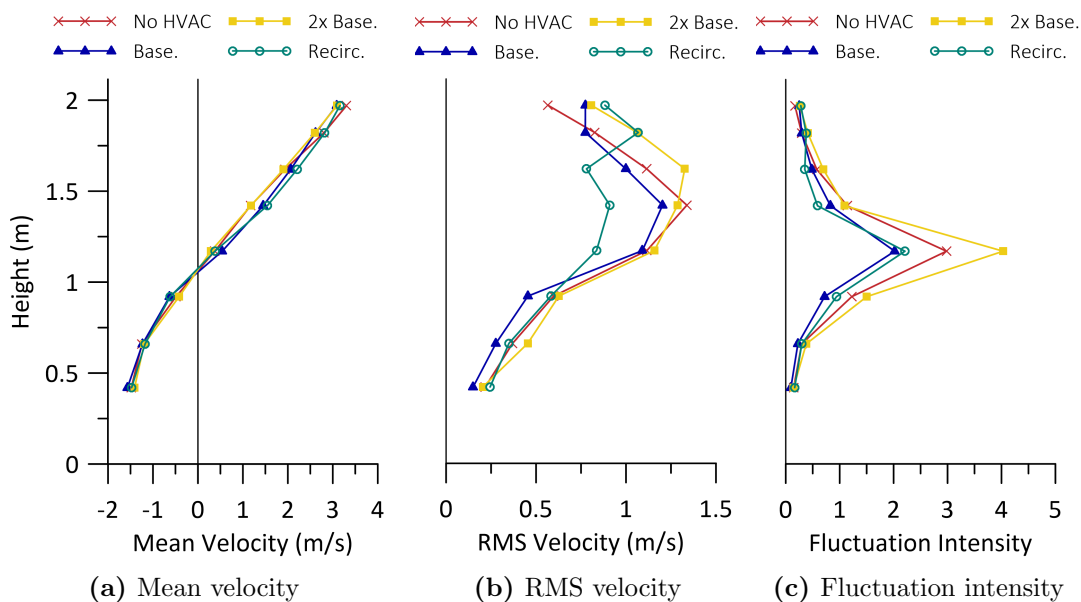 No HVAC 2x Base. No HVAC 2x Base. No HVAC 2x Base.
Base. Recirc. Base. Recirc. Base. Recirc.
2
1.5
1
0.5
0
Height (m)
-2 -1 0 1 2 3 4
Mean Velocity (m/s)
(a) Mean velocity
0 0.5 1 1.5
RMS Velocity (m/s)
(b) RMS velocity
0 1 2 3 4 5
Fluctuation Intensity
(c) Fluctuation intensity